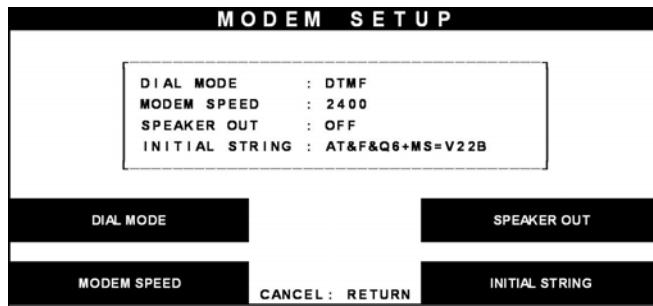 MODEM SETUP
DIAL MODE : DTMF
MODEM SPEED : 2400
SPEAKER OUT : OFF
INITIAL STRING : AT&F&Q6+MS=V22B
DIAL MODE
SPEAKER OUT
MODEM SPEED
CANCEL: RETURN
INITIAL STRING